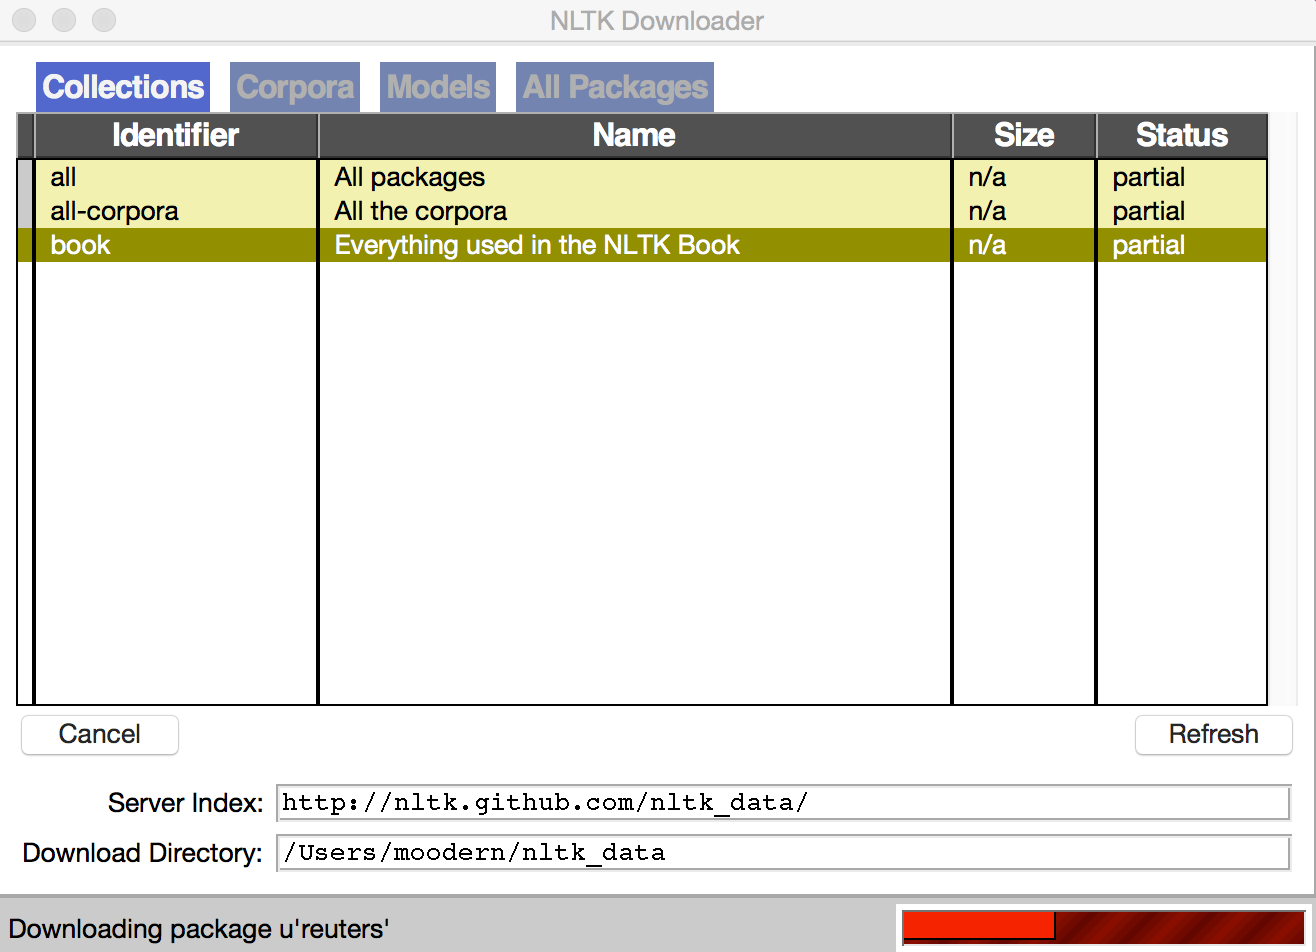 NLTK Downloader
Collections Corpora Models All Packages
Identifier Name Size Status
all All packages n/a partial
all-corpora All the corpora n/a partial
book Everything used in the NLTK Book n/a partial
Cancel Refresh
Server Index: http://nltk.github.com/nltk_data/
Download Directory: /Users/moodern/nltk_data
Downloading package u'reuters'